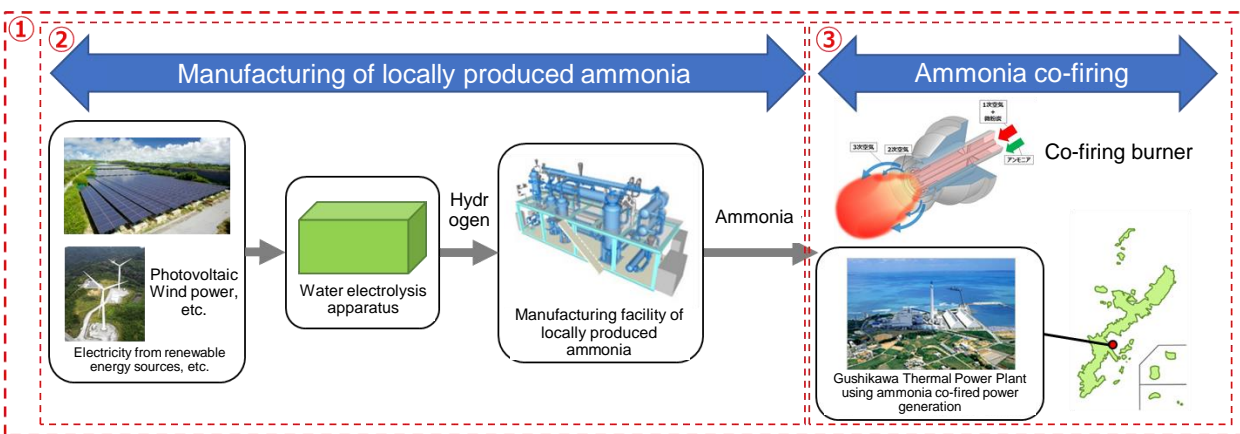 ①
②
Manufacturing of locally produced ammonia
③
Ammonia co-firing
Photovoltaic
Wind power,
etc.
Electricity from renewable
energy sources, etc.
Water electrolysis
apparatus
Hydr
ogen
Manufacturing facility of
locally produced
ammonia
Ammonia
1次空気
+
微粉炭
3次空気
2次空気
アンモニア
Co-firing burner
Gushikawa Thermal Power Plant
using ammonia co-fired power
generation